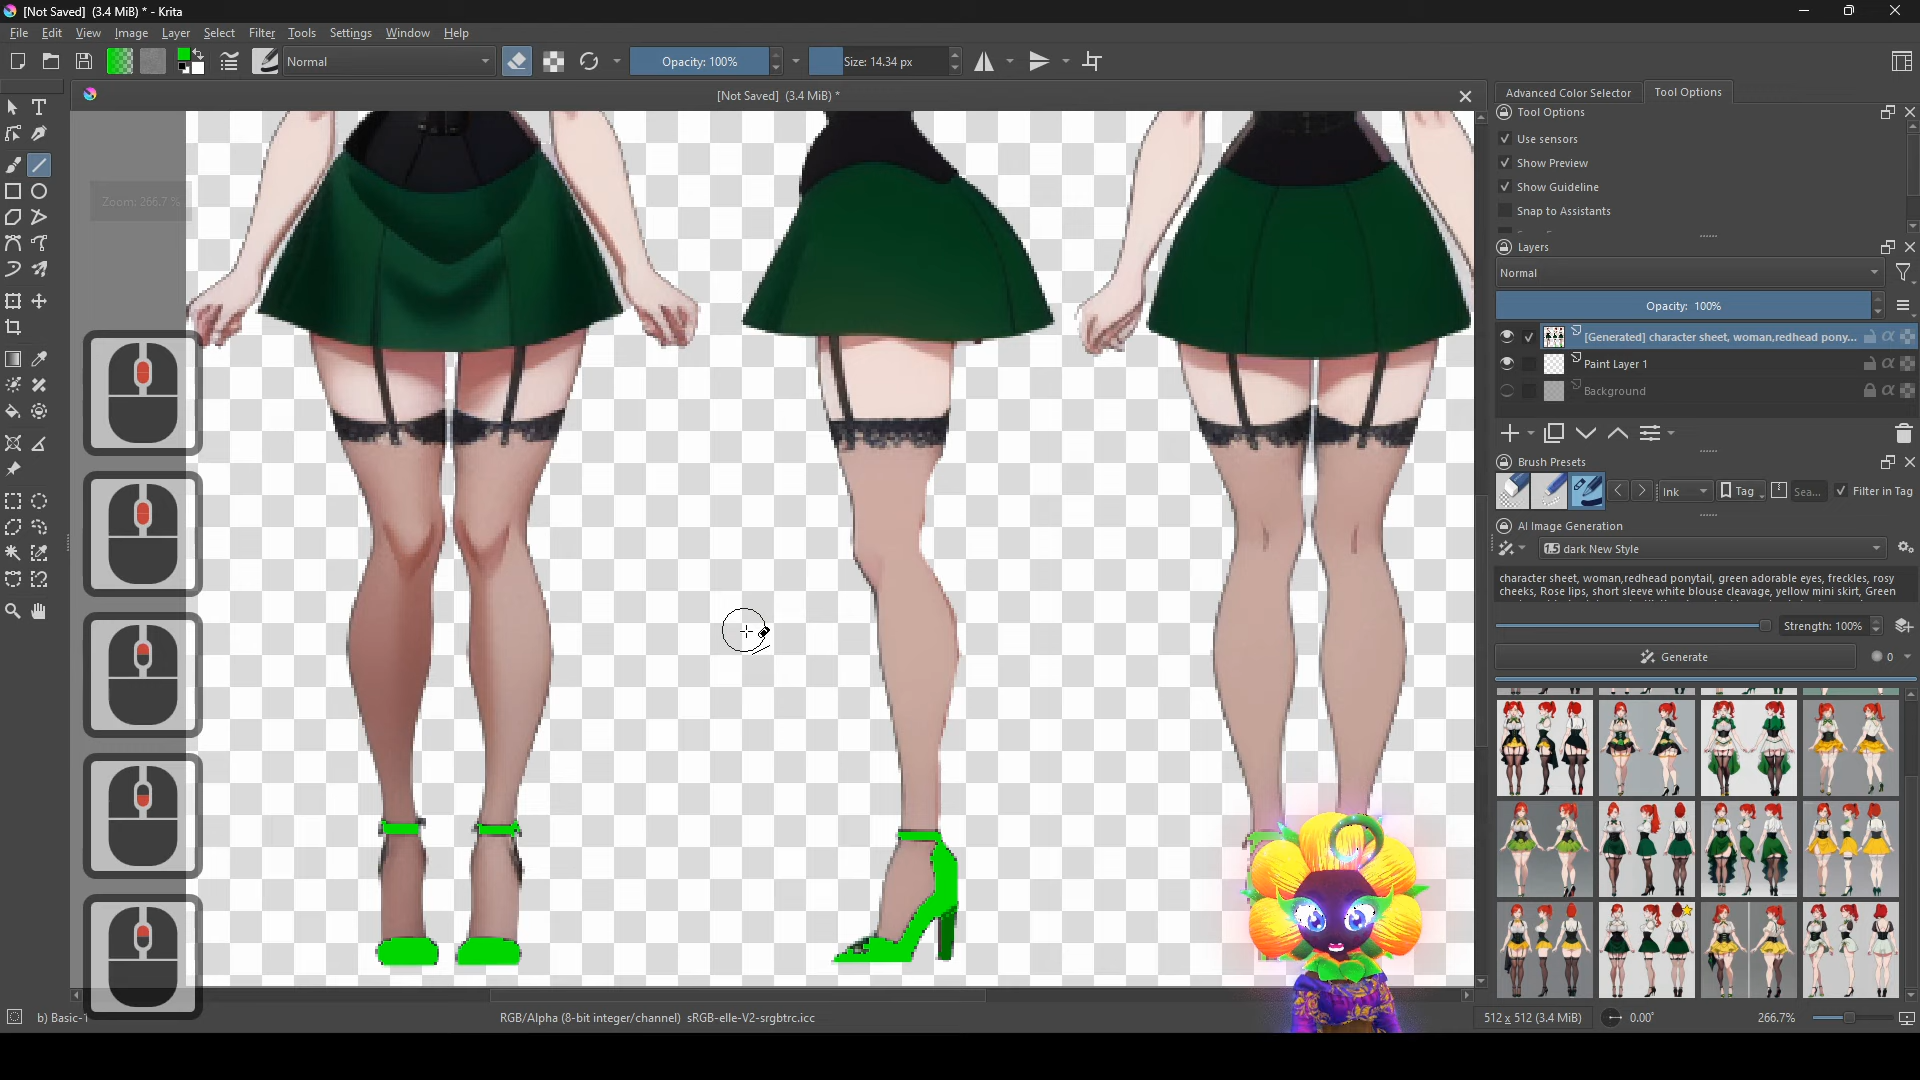 [Not Saved]  (3.4 MiB) * - Krita
File Edit View Image Layer Select Filter Tools Settings Window Help
Normal
Opacity: 100%
Size: 14.34 px
[Not Saved]  (3.4 MiB) *
Advanced Color Selector
Tool Options
Tool Options
Use sensors
Show Preview
Show Guideline
Snap to Assistants
Zoom: 266.7 %
Layers
Normal
Opacity:  100%
[Generated] character sheet, woman,redhead pony...
Paint Layer 1
Background
Brush Presets
Ink
Tag
Sea...
Filter in Tag
AI Image Generation
1.5 dark New Style
character sheet, woman,redhead ponytail, green adorable eyes, freckles, rosy
cheeks, Rose lips, short sleeve white blouse cleavage, yellow mini skirt, Green
Strength: 100%
Generate
0
b) Basic-
RGB/Alpha (8-bit integer/channel)  sRGB-elle-V2-srgbtrc.icc
512 x 512 (3.4 MiB)
0.00°
266.7%